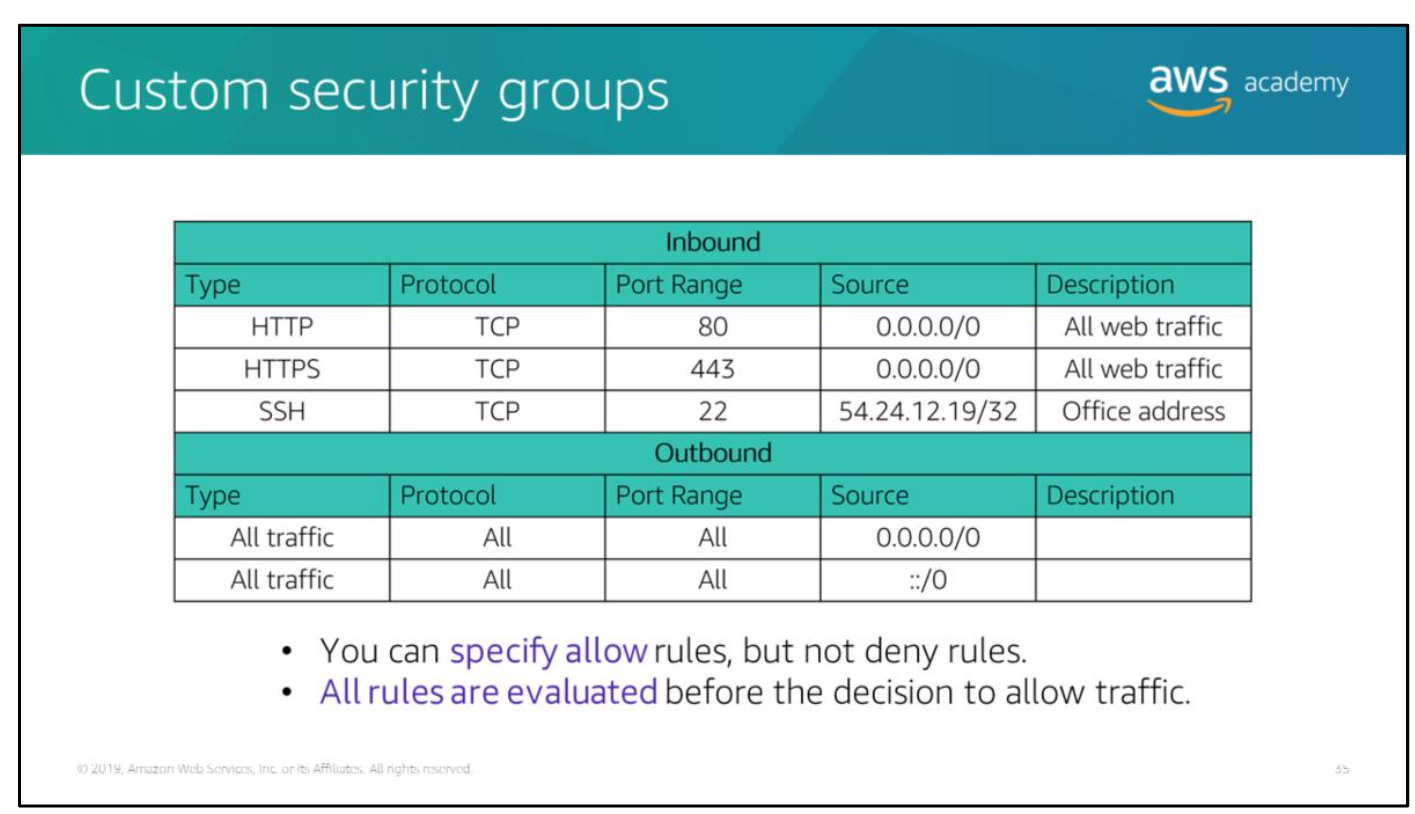 Custom security groups
aws academy
Inbound
Type Protocol Port Range Source Description
HTTP TCP 80 0.0.0.0/0 All web traffic
HTTPS TCP 443 0.0.0.0/0 All web traffic
SSH TCP 22 54.24.12.19/32 Office address
Outbound
Type Protocol Port Range Source Description
All traffic All All 0.0.0.0/0
All traffic All All ::/0
• You can specify allow rules, but not deny rules.
• All rules are evaluated before the decision to allow traffic.
© 2019, Amazon Web Services, Inc. or its Affiliates. All rights reserved.
35